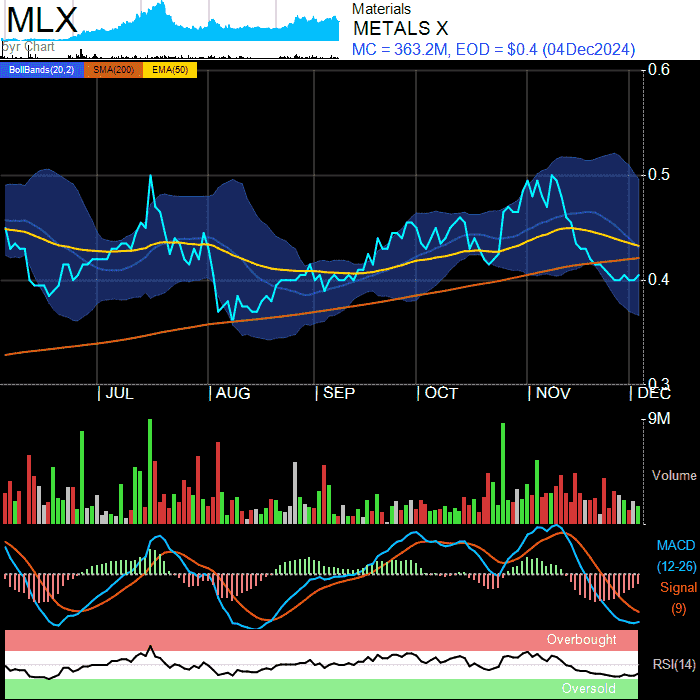 MLX
5yr Chart
Materials
METALS X
MC = 363.2M, EOD = $0.4 (04Dec2024)
BollBands(20,2) SMA(200) EMA(50)
0.6
0.5
0.4
0.3
JUL AUG SEP OCT NOV DEC
9M
Volume
MACD
(12-26)
Signal
(9)
Overbought
RSI(14)
Oversold